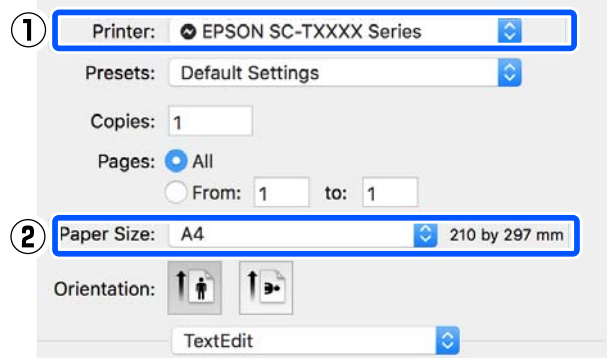 ① Printer: EPSON SC-TXXXX Series
Presets: Default Settings
Copies: 1
Pages: All
From: 1 to: 1
② Paper Size: A4 210 by 297 mm
Orientation:
TextEdit